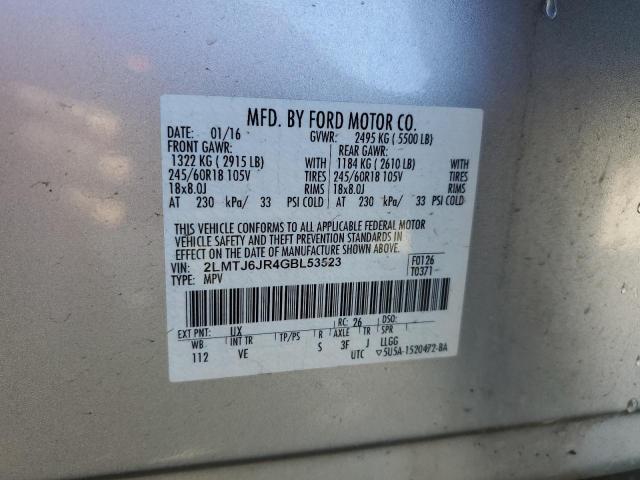 MFD. BY FORD MOTOR CO.
DATE: 01/16 GVWR: 2495 KG ( 5500 LB)
FRONT GAWR: REAR GAWR:
1322 KG ( 2915 LB) WITH 1184 KG ( 2610 LB) WITH
245/60R18 105V TIRES 245/60R18 105V TIRES
18x8.0J RIMS 18x8.0J RIMS
AT 230 kPa/ 33 PSI COLD AT 230 kPa/ 33 PSI COLD
THIS VEHICLE CONFORMS TO ALL APPLICABLE FEDERAL MOTOR
VEHICLE SAFETY AND THEFT PREVENTION STANDARDS IN
EFFECT ON THE DATE OF MANUFACTURE SHOWN ABOVE.
VIN: 2LMTJ6JR4GBL53523 F0126
TYPE: MPV T0371
EXT PNT: UX RC: 26 DSO:
WB INT TR TP/PS R AXLE TR SPR
112 VE S 3F J LLGG
UTC ▽5U5A-1520472-BA